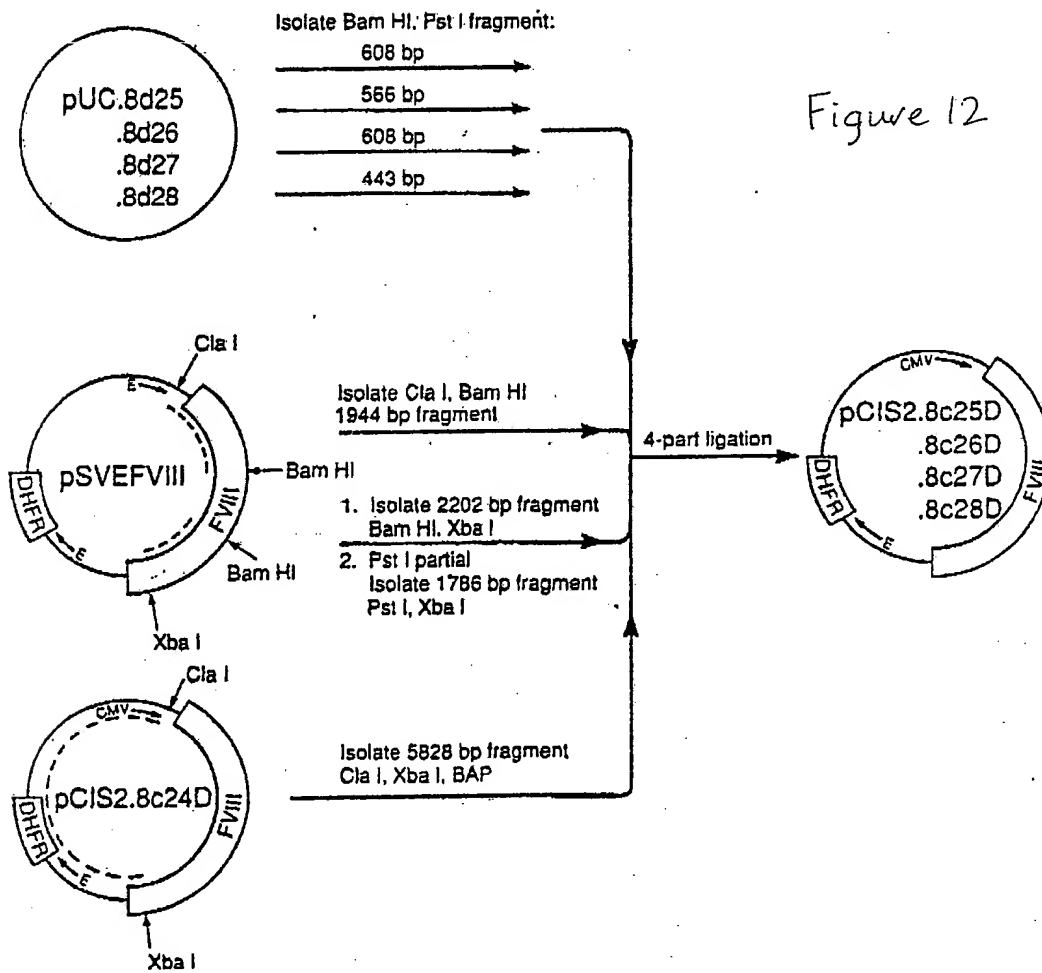 Isolate Bam HI, Pst I fragment:
608 bp
566 bp
608 bp
443 bp
pUC.8d25
.8d26
.8d27
.8d28
Figure 12
Cla I
E
pSVEFVIII
DHFR
E
FVIII
Bam HI
Bam HI
Xba I
Isolate Cla I, Bam HI
1944 bp fragment
1. Isolate 2202 bp fragment
Bam HI, Xba I
2. Pst I partial
Isolate 1786 bp fragment
Pst I, Xba I
4-part ligation
CMV
pCIS2.8c25D
.8c26D
.8c27D
.8c28D
DHFR
E
FVIII
Cla I
CMV
pCIS2.8c24D
DHFR
E
FVIII
Xba I
Isolate 5828 bp fragment
Cla I, Xba I, BAP